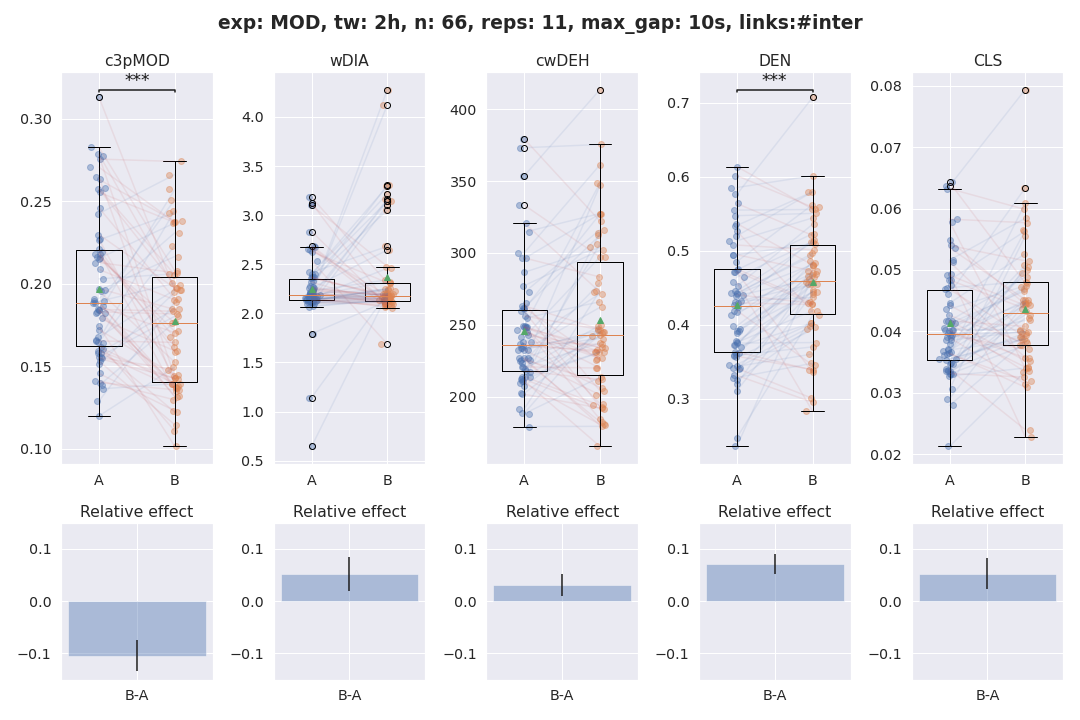 exp: MOD, tw: 2h, n: 66, reps: 11, max_gap: 10s, links:#inter
c3pMOD
wDIA
cwDEH
DEN
CLS
***
***
0.30
0.25
0.20
0.15
0.10
A
B
4.0
3.5
3.0
2.5
2.0
1.5
1.0
0.5
A
B
400
350
300
250
200
A
B
0.7
0.6
0.5
0.4
0.3
A
B
0.08
0.07
0.06
0.05
0.04
0.03
0.02
A
B
Relative effect
0.1
0.0
−0.1
B-A
Relative effect
0.1
0.0
−0.1
B-A
Relative effect
0.1
0.0
−0.1
B-A
Relative effect
0.1
0.0
−0.1
B-A
Relative effect
0.1
0.0
−0.1
B-A